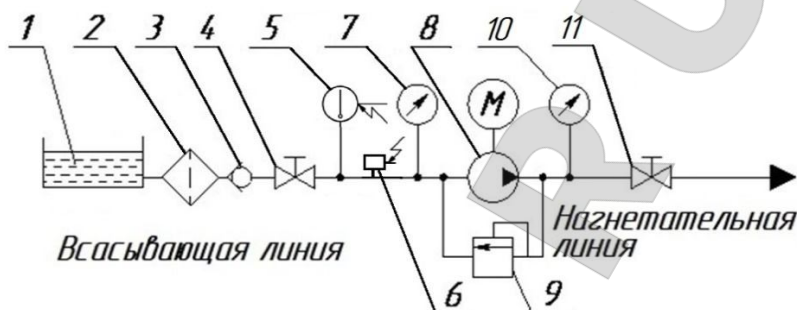 1 2 3 4 5 7 8 10 11
М
Всасывающая линия
Нагнетательная
линия
6 9
R U